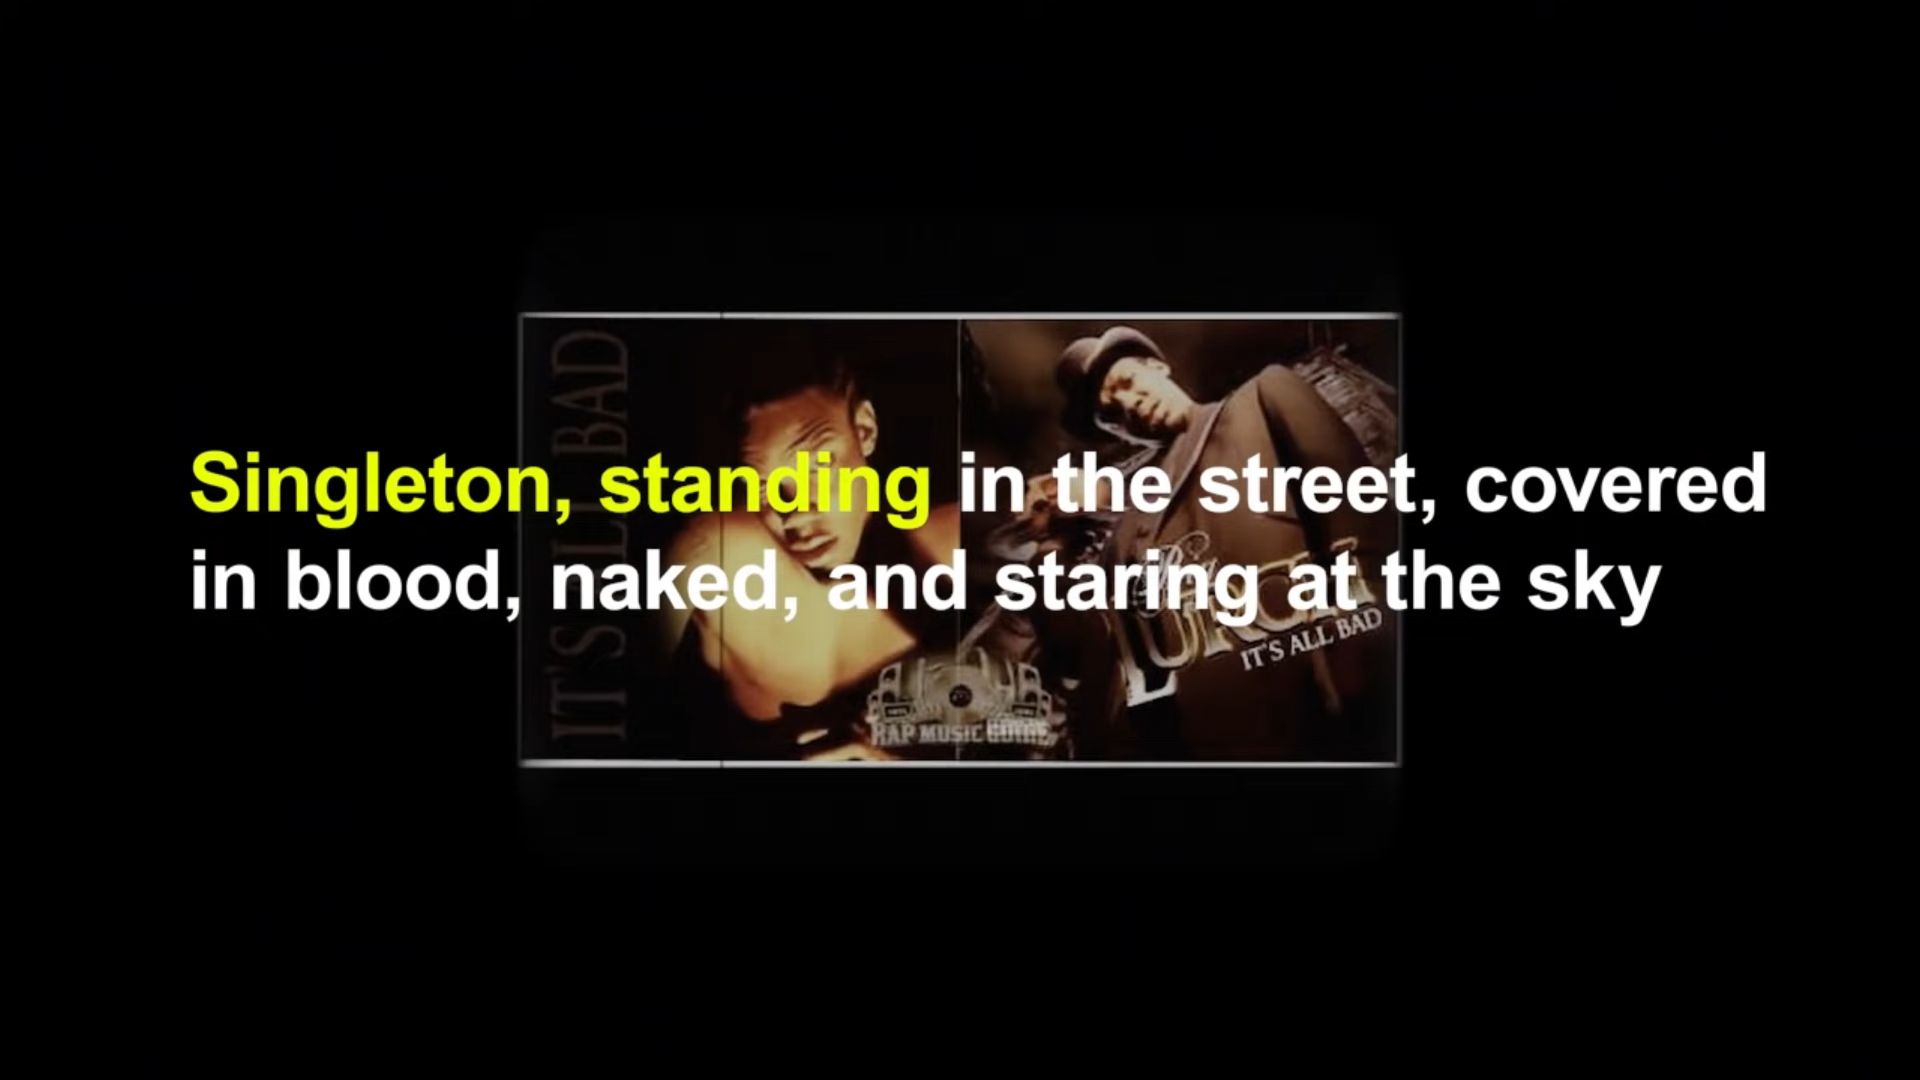 Singleton, standing in the street, covered
in blood, naked, and staring at the sky
IT'S ALL BAD
LURCH
IT'S ALL BAD
RAP MUSIC GUIDE